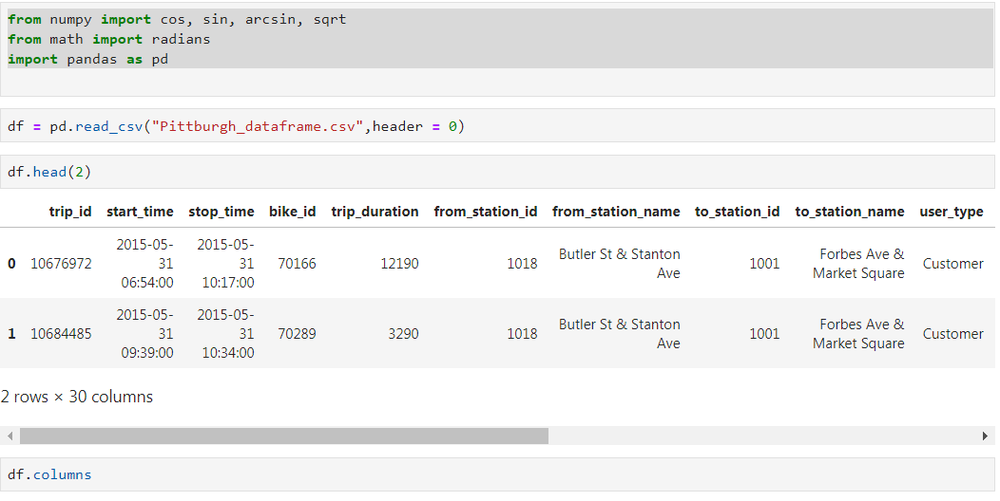 from numpy import cos, sin, arcsin, sqrt
from math import radians
import pandas as pd
df = pd.read_csv("Pittburgh_dataframe.csv",header = 0)
df.head(2)
trip_id start_time stop_time bike_id trip_duration from_station_id from_station_name to_station_id to_station_name user_type
0 10676972 2015-05-31 06:54:00 2015-05-31 10:17:00 70166 12190 1018 Butler St & Stanton Ave 1001 Forbes Ave & Market Square Customer
1 10684485 2015-05-31 09:39:00 2015-05-31 10:34:00 70289 3290 1018 Butler St & Stanton Ave 1001 Forbes Ave & Market Square Customer
2 rows × 30 columns
df.columns